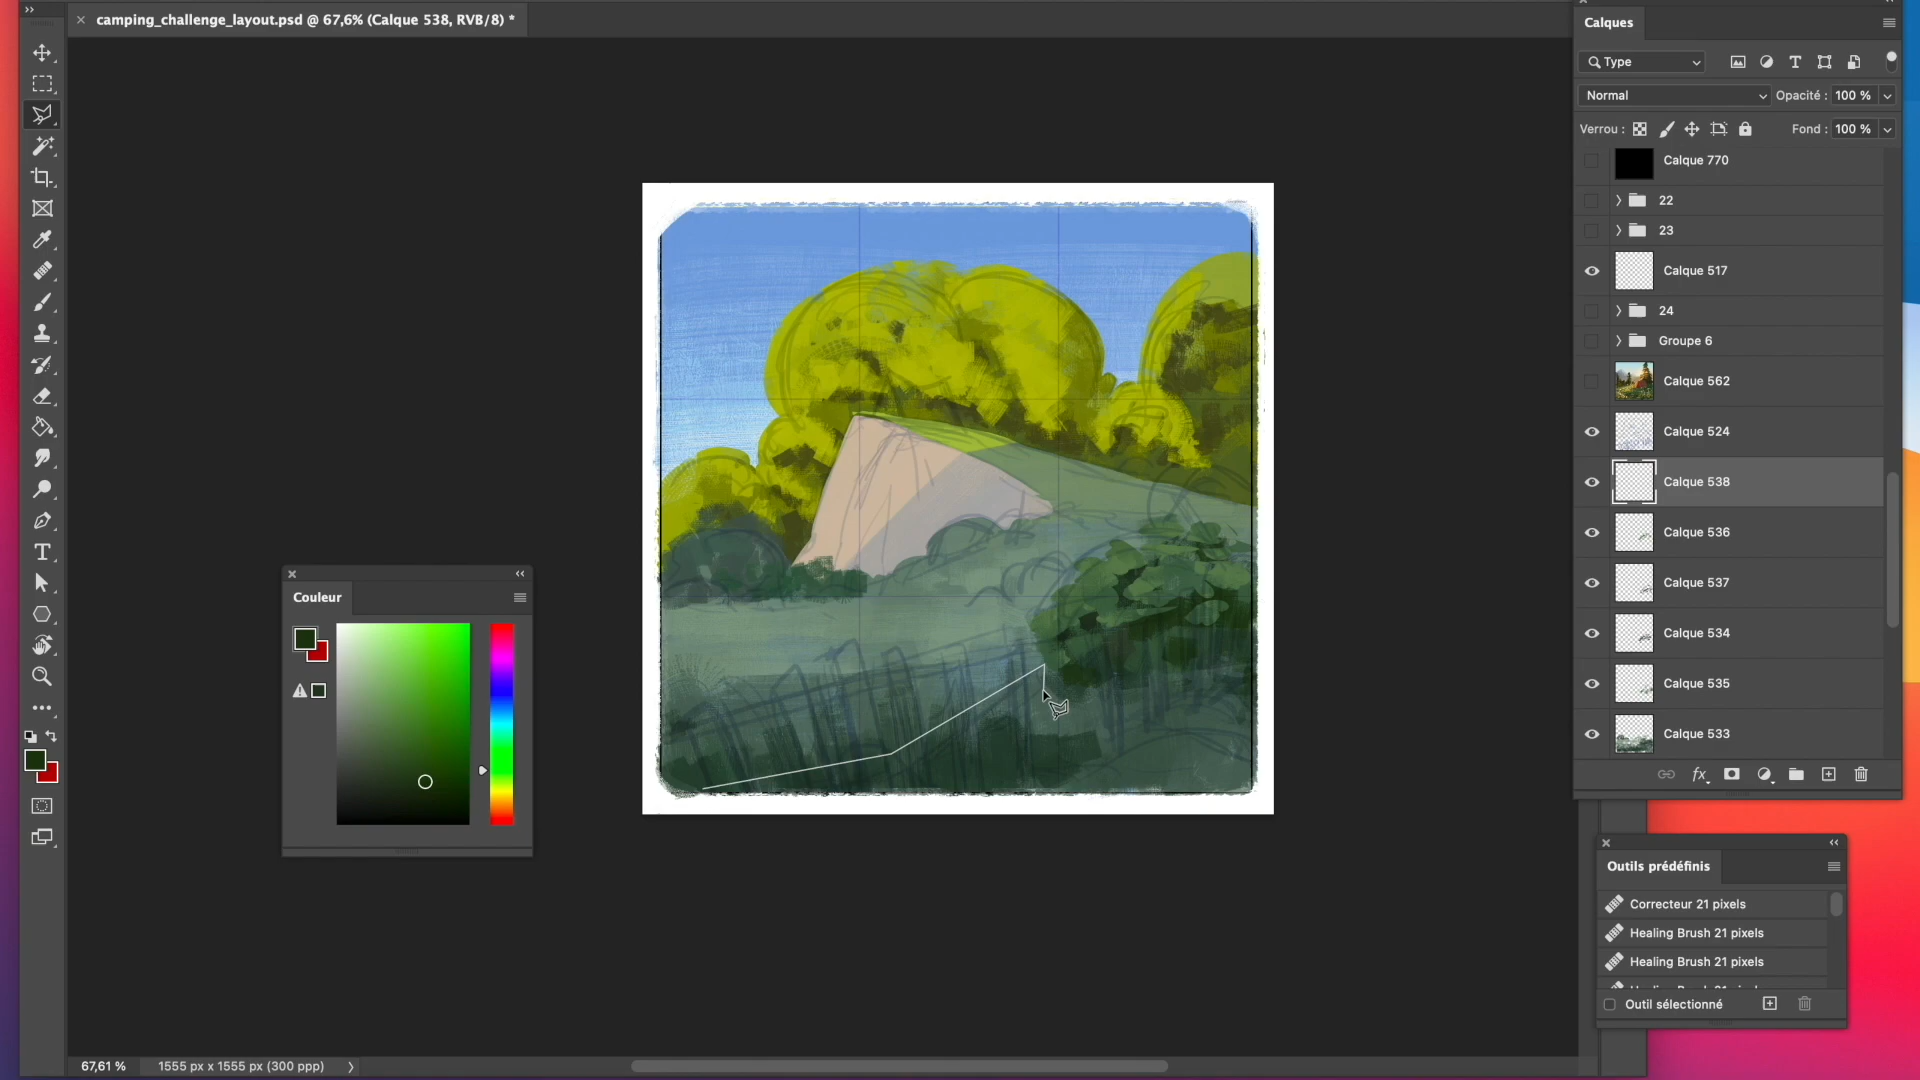 camping_challenge_layout.psd @ 67,6% (Calque 538, RVB/8) *
Calques
Type
Normal
Opacité : 100 %
Verrou :
Fond : 100 %
Calque 770
22
23
Calque 517
24
Groupe 6
Calque 562
Calque 524
Calque 538
Calque 536
Calque 537
Calque 534
Calque 535
Calque 533
fx
Couleur
Outils prédéfinis
Correcteur 21 pixels
Healing Brush 21 pixels
Healing Brush 21 pixels
Outil sélectionné
67,61 %
1555 px x 1555 px (300 ppp)